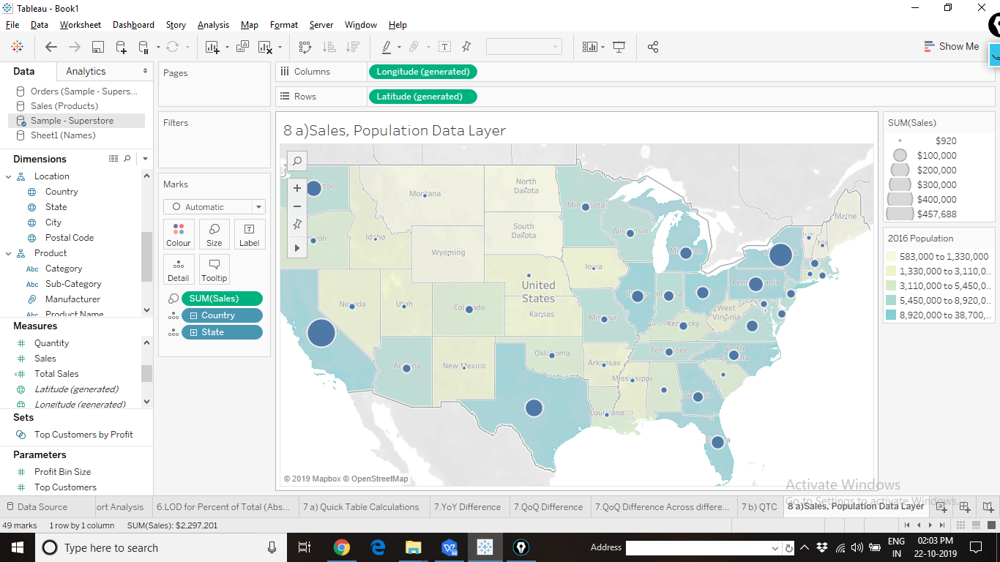 Tableau - Book1
File Data Worksheet Dashboard Story Analysis Map Format Server Window Help
Show Me
Data Analytics
Orders (Sample - Supers...
Sales (Products)
Sample - Superstore
Sheet1 (Names)
Dimensions
Location
Country
State
City
Postal Code
Product
Abc Category
Abc Sub-Category
Manufacturer
Abc Product Name
Measures
Quantity
Sales
Total Sales
Latitude (generated)
Longitude (generated)
Sets
Top Customers by Profit
Parameters
Profit Bin Size
Top Customers
Pages
Filters
Marks
Automatic
Colour Size Label
Detail Tooltip
SUM(Sales)
Country
State
Columns Longitude (generated)
Rows Latitude (generated)
8 a)Sales, Population Data Layer
Montana
North
Dakota
Minnesota
Idaho
South
Dakota
Wisconsin
Michigan
Maine
VT
NH
Wyoming
Iowa
United
States
Nevada
Utah
Colorado
Kansas
Missouri
Illinois
Indiana
Pennsylvania
West
Virginia
Kentucky
Arizona
New Mexico
Oklahoma
Arkansas
Tennessee
North
Carolina
Mississippi
Georgia
Louisiana
Florida
© 2019 Mapbox © OpenStreetMap
SUM(Sales)
$920
$100,000
$200,000
$300,000
$400,000
$457,688
2016 Population
583,000 to 1,330,000
1,330,000 to 3,110,0..
3,110,000 to 5,450,0..
5,450,000 to 8,920,0..
8,920,000 to 38,700,..
Activate Windows
Go to Settings to activate Windows.
Data Source ort Analysis 6.LOD for Percent of Total (Abs... 7 a) Quick Table Calculations 7.YoY Difference 7.QoQ Difference 7.QoQ Difference Across differe... 7 b) QTC 8 a)Sales, Population Data Layer
49 marks 1 row by 1 column SUM(Sales): $2,297,201
Type here to search
Address
ENG
IN
02:03 PM
22-10-2019